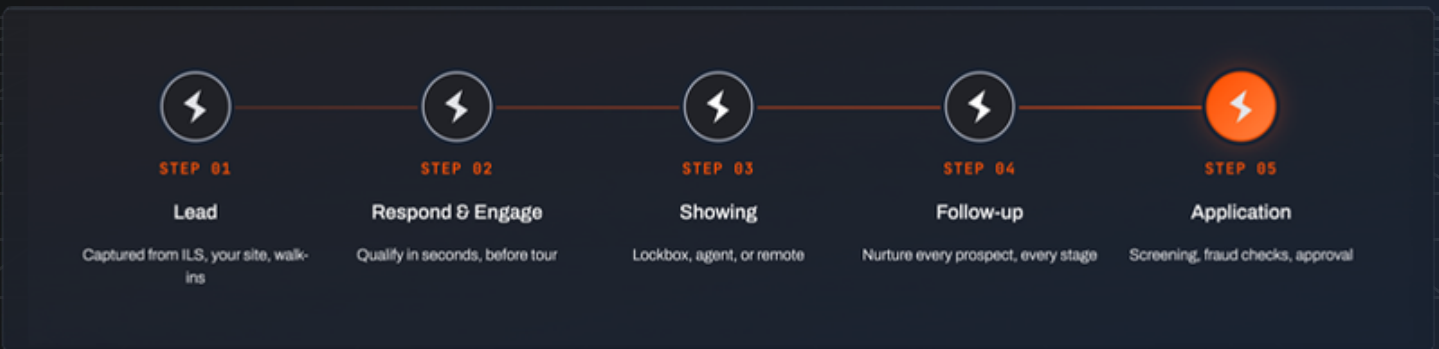 STEP 01
Lead
Captured from ILS, your site, walk-
ins
STEP 02
Respond & Engage
Qualify in seconds, before tour
STEP 03
Showing
Lockbox, agent, or remote
STEP 04
Follow-up
Nurture every prospect, every stage
STEP 05
Application
Screening, fraud checks, approval